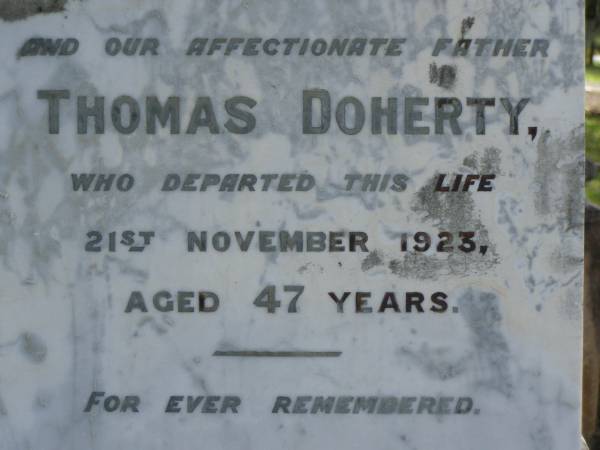 AND OUR AFFECTIONATE FATHER
THOMAS DOHERTY,
WHO DEPARTED THIS LIFE
21ST NOVEMBER 1923,
AGED 47 YEARS.
FOR EVER REMEMBERED.